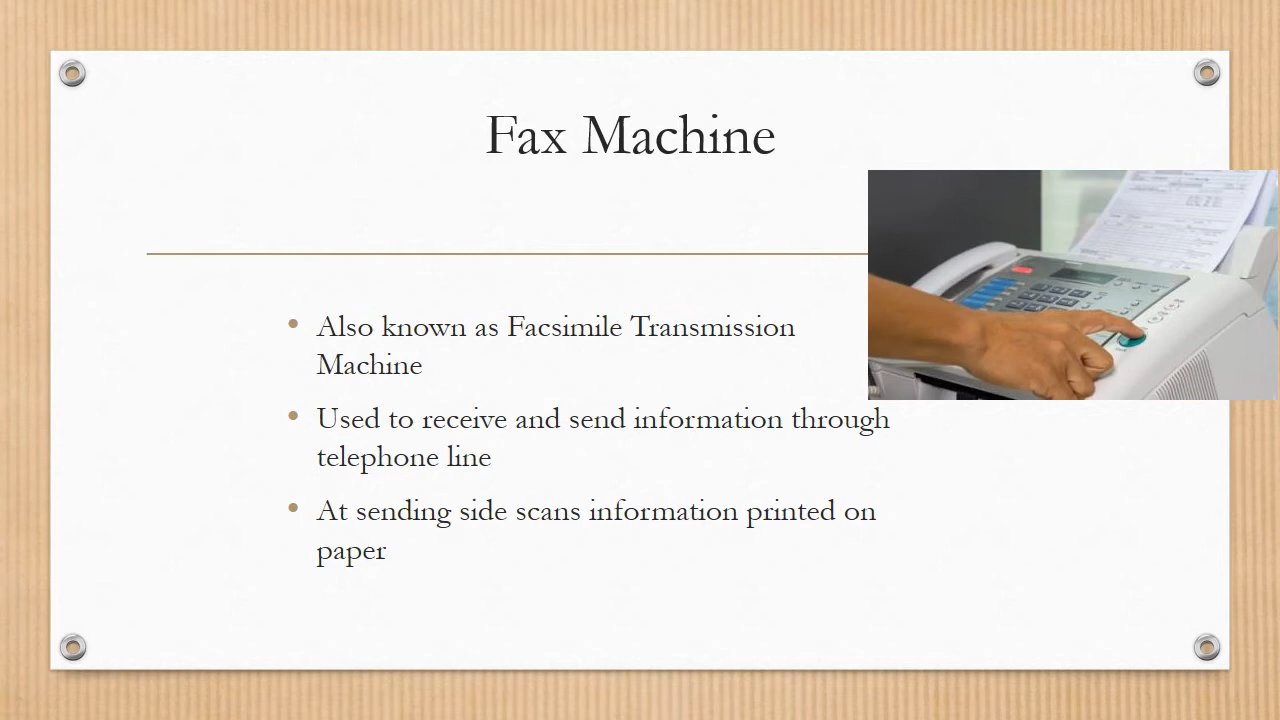 Fax Machine
Also known as Facsimile Transmission
Machine
Used to receive and send information through
telephone line
At sending side scans information printed on
paper